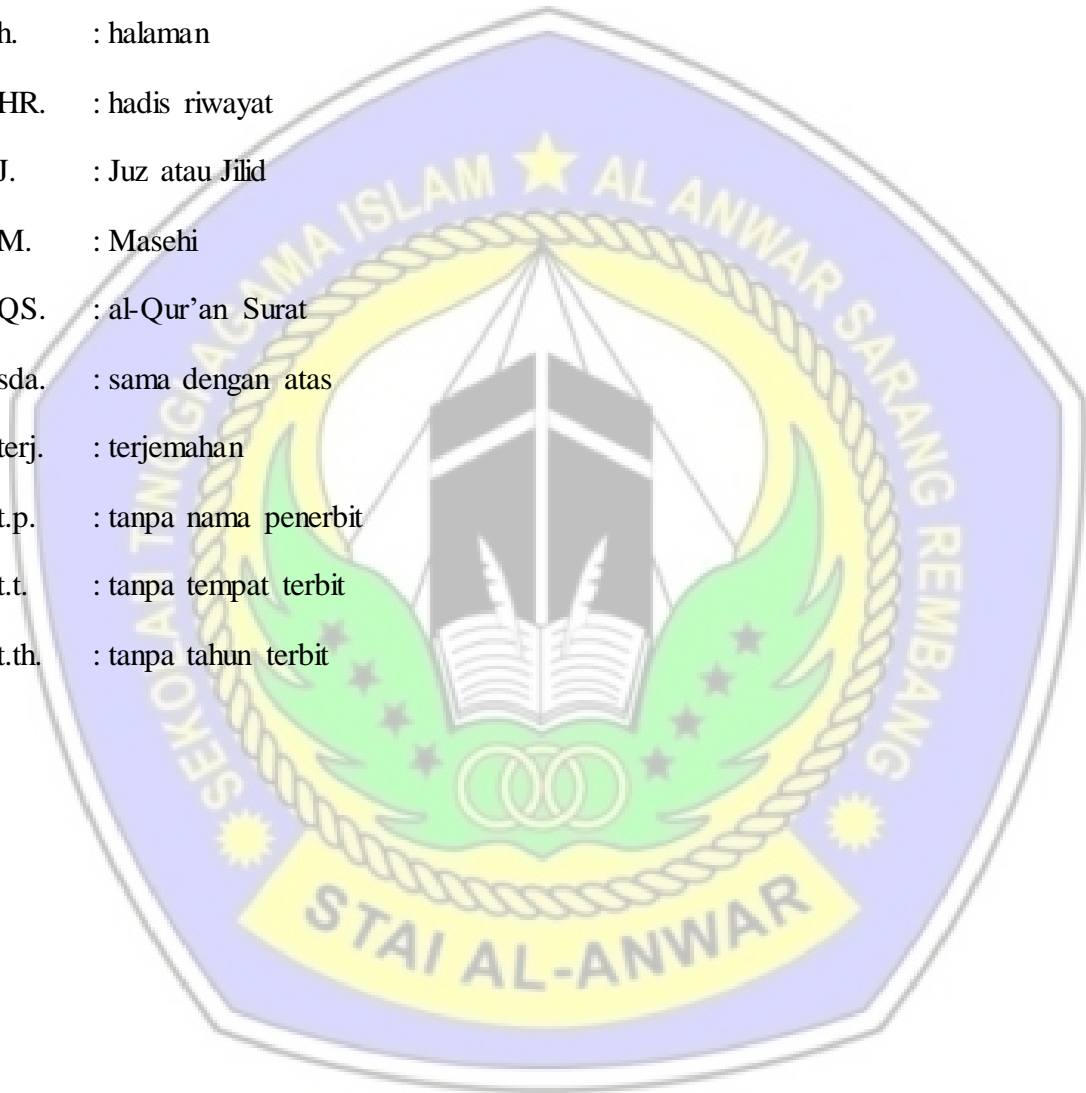 h. : halaman
HR. : hadis riwayat
J. : Juz atau Jilid
M. : Masehi
QS. : al-Qur’an Surat
sda. : sama dengan atas
terj. : terjemahan
t.p. : tanpa nama penerbit
t.t. : tanpa tempat terbit
t.th. : tanpa tahun terbit
SEKOLAI TINGGI AGAMA ISLAM AL ANWAR SARANG REMBANG
STAI AL-ANWAR